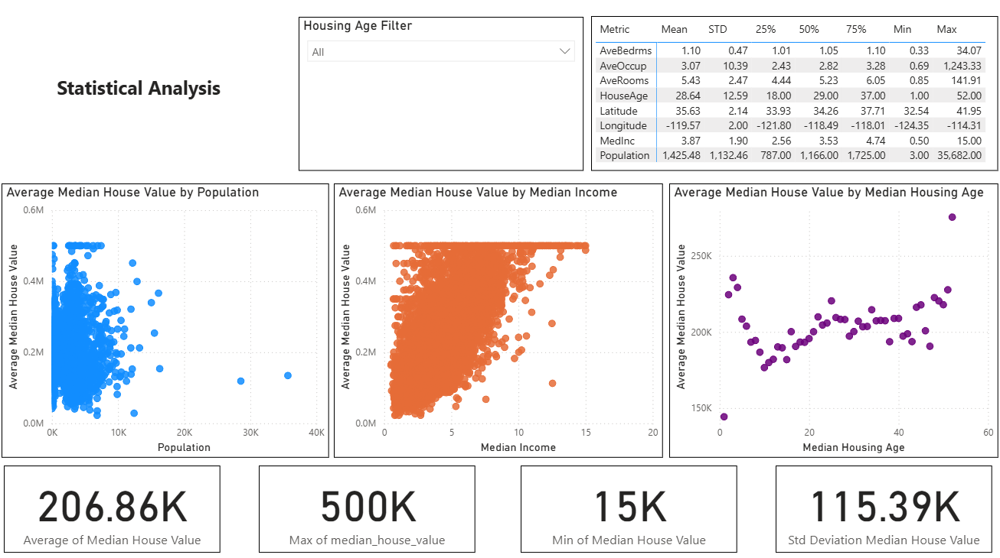 Statistical Analysis
Housing Age Filter
All
Metric Mean STD 25% 50% 75% Min Max
AveBedrms 1.10 0.47 1.01 1.05 1.10 0.33 34.07
AveOccup 3.07 10.39 2.43 2.82 3.28 0.69 1,243.33
AveRooms 5.43 2.47 4.44 5.23 6.05 0.85 141.91
HouseAge 28.64 12.59 18.00 29.00 37.00 1.00 52.00
Latitude 35.63 2.14 33.93 34.26 37.71 32.54 41.95
Longitude -119.57 2.00 -121.80 -118.49 -118.01 -124.35 -114.31
MedInc 3.87 1.90 2.56 3.53 4.74 0.50 15.00
Population 1,425.48 1,132.46 787.00 1,166.00 1,725.00 3.00 35,682.00
Average Median House Value by Population
Average Median House Value
0.6M
0.4M
0.2M
0.0M
0K 10K 20K 30K 40K
Population
Average Median House Value by Median Income
Average Median House Value
0.6M
0.4M
0.2M
0.0M
0 5 10 15 20
Median Income
Average Median House Value by Median Housing Age
Average Median House Value
250K
200K
150K
0 20 40 60
Median Housing Age
206.86K
Average of Median House Value
500K
Max of median_house_value
15K
Min of Median House Value
115.39K
Std Deviation Median House Value